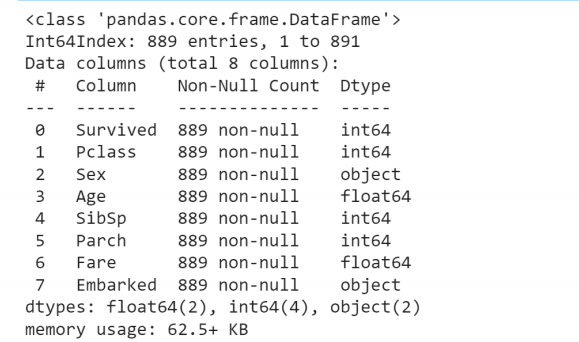 <class 'pandas.core.frame.DataFrame'>
Int64Index: 889 entries, 1 to 891
Data columns (total 8 columns):
 #   Column    Non-Null Count  Dtype
---  ------    --------------  -----
 0   Survived  889 non-null    int64
 1   Pclass    889 non-null    int64
 2   Sex       889 non-null    object
 3   Age       889 non-null    float64
 4   SibSp     889 non-null    int64
 5   Parch     889 non-null    int64
 6   Fare      889 non-null    float64
 7   Embarked  889 non-null    object
dtypes: float64(2), int64(4), object(2)
memory usage: 62.5+ KB